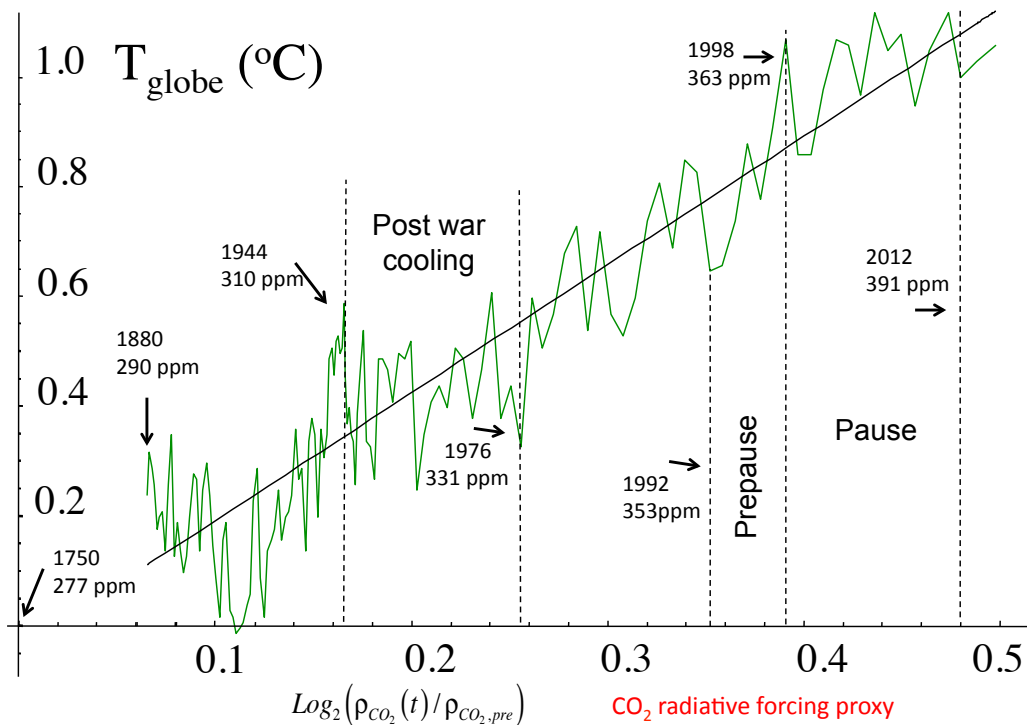 1.0
T_globe (°C)
0.8
0.6
0.4
0.2
1998
363 ppm
Post war
cooling
1944
310 ppm
2012
391 ppm
1880
290 ppm
1976
331 ppm
1992
353ppm
Prepause
Pause
1750
277 ppm
0.1
0.2
0.3
0.4
0.5
Log₂(ρ_CO₂(t)/ρ_CO₂,pre)
CO₂ radiative forcing proxy